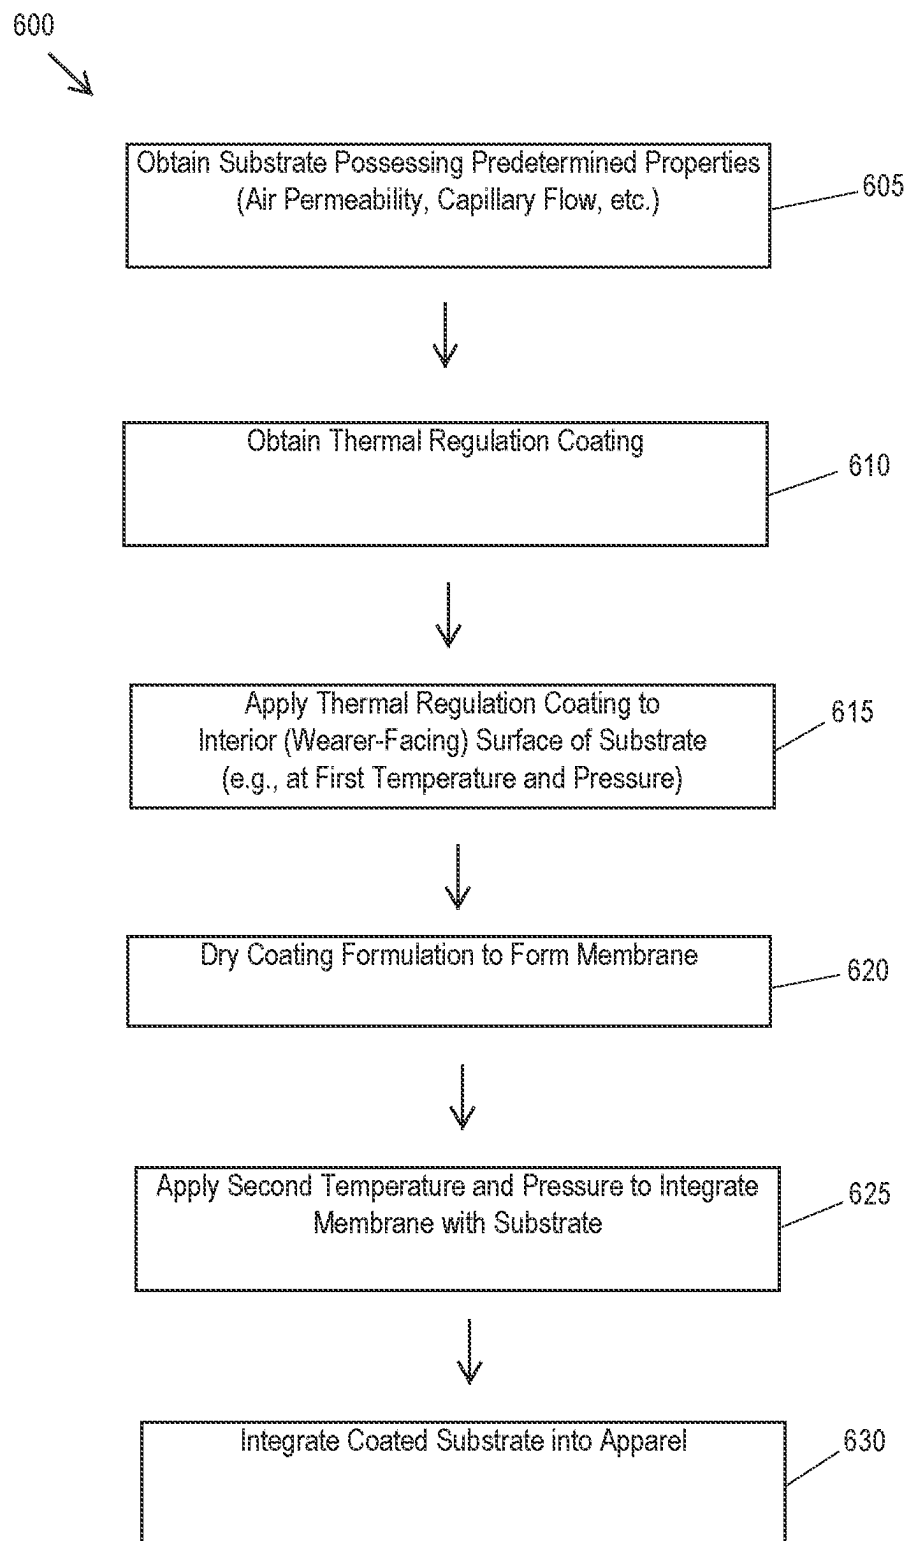 600
Obtain Substrate Possessing Predetermined Properties
(Air Permeability, Capillary Flow, etc.)
605
Obtain Thermal Regulation Coating
610
Apply Thermal Regulation Coating to
Interior (Wearer-Facing) Surface of Substrate
(e.g., at First Temperature and Pressure)
615
Dry Coating Formulation to Form Membrane
620
Apply Second Temperature and Pressure to Integrate
Membrane with Substrate
625
Integrate Coated Substrate into Apparel
630